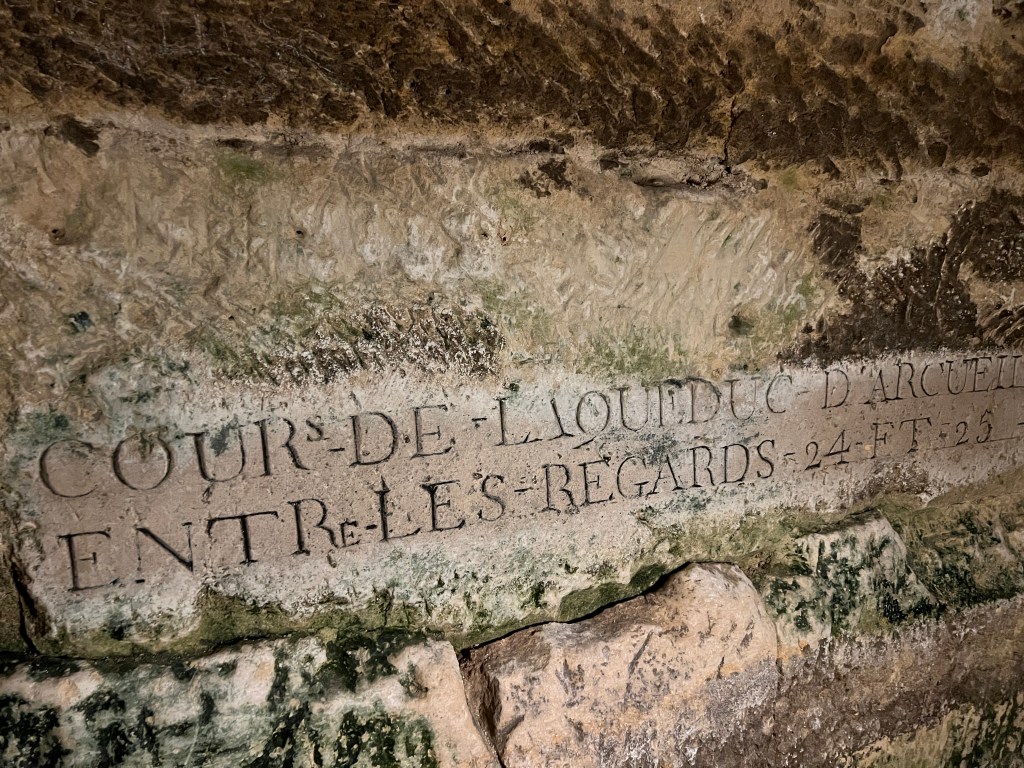 COURS-DE-LAQUEDUC-D'ARCUEIL
ENTRE-LES-REGARDS-24-ET-25-